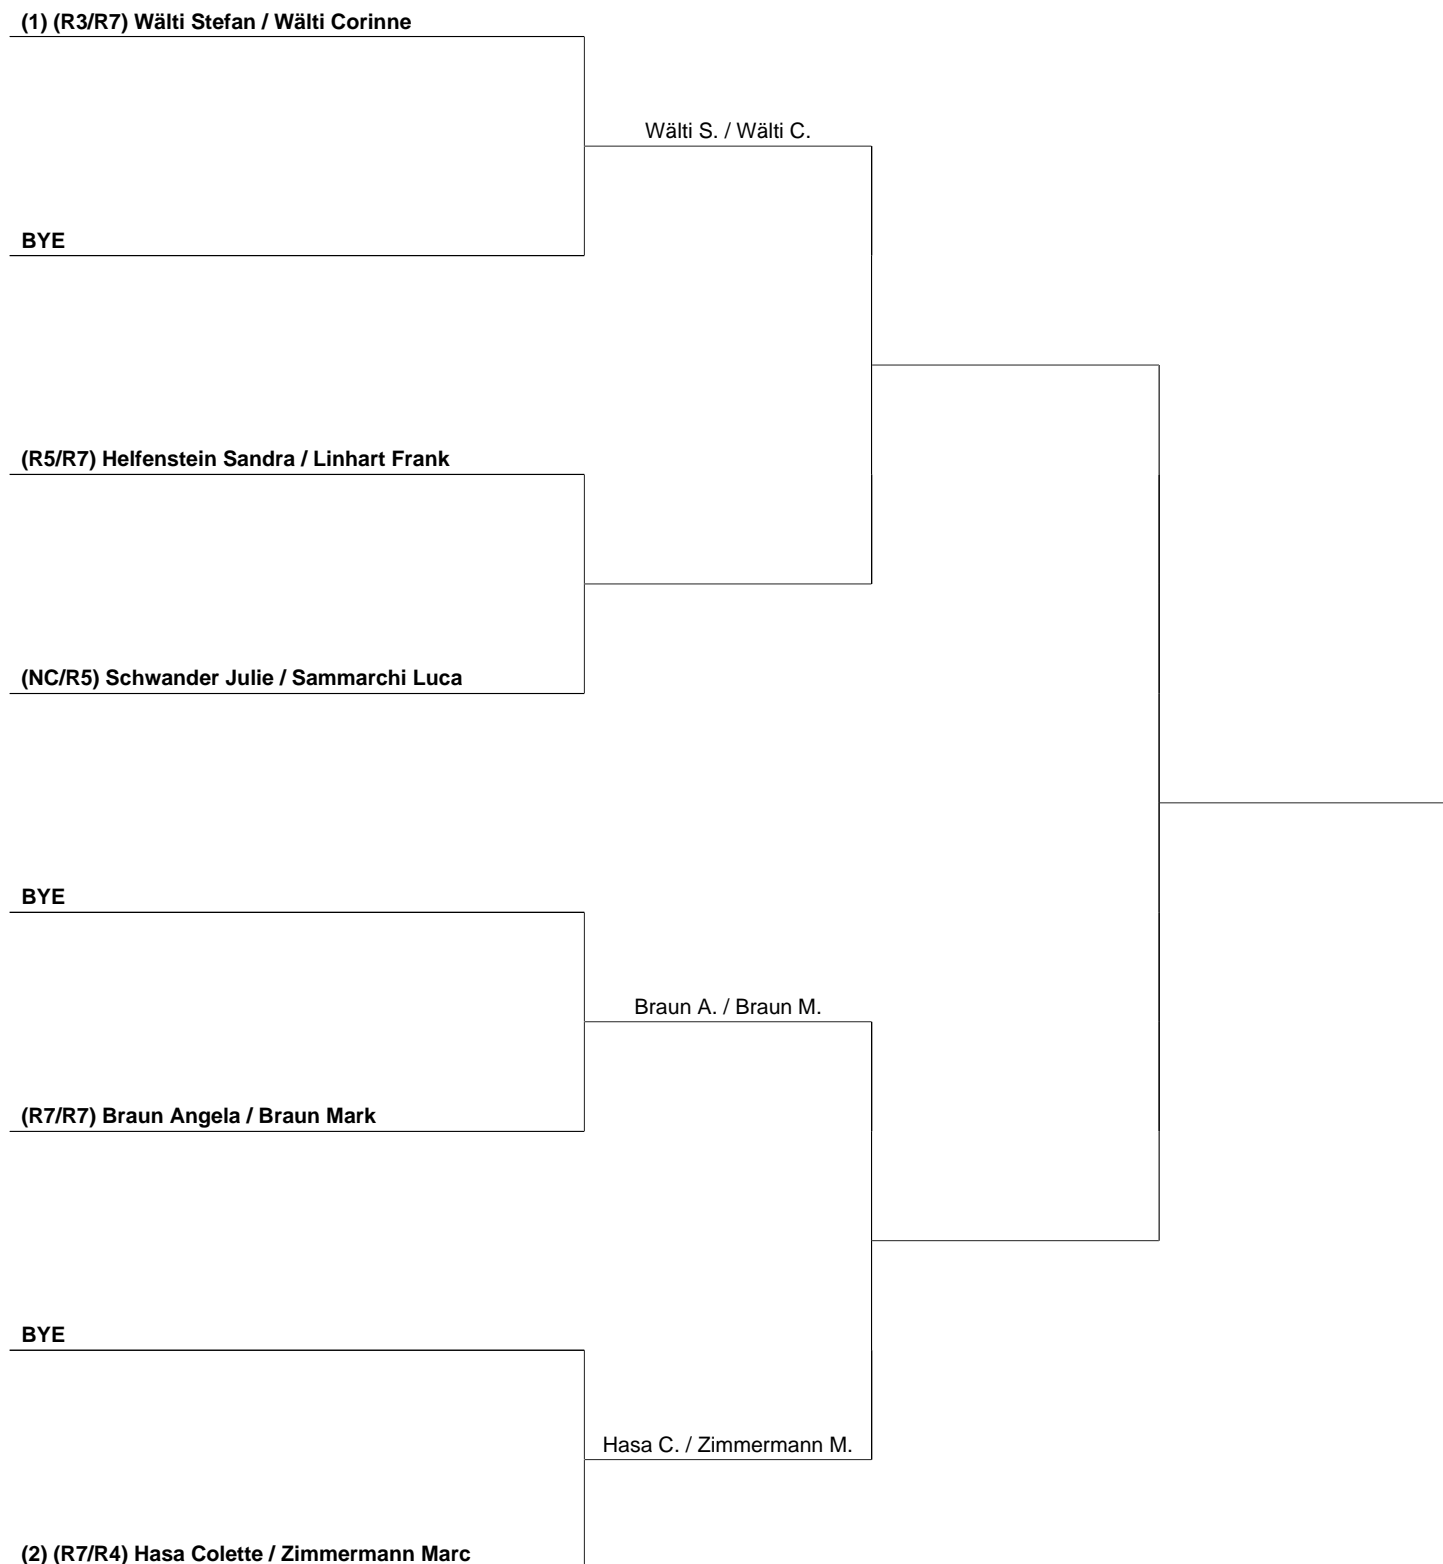 (1) (R3/R7) Wälti Stefan / Wälti Corinne
Wälti S. / Wälti C.
BYE
(R5/R7) Helfenstein Sandra / Linhart Frank
(NC/R5) Schwander Julie / Sammarchi Luca
BYE
Braun A. / Braun M.
(R7/R7) Braun Angela / Braun Mark
BYE
Hasa C. / Zimmermann M.
(2) (R7/R4) Hasa Colette / Zimmermann Marc